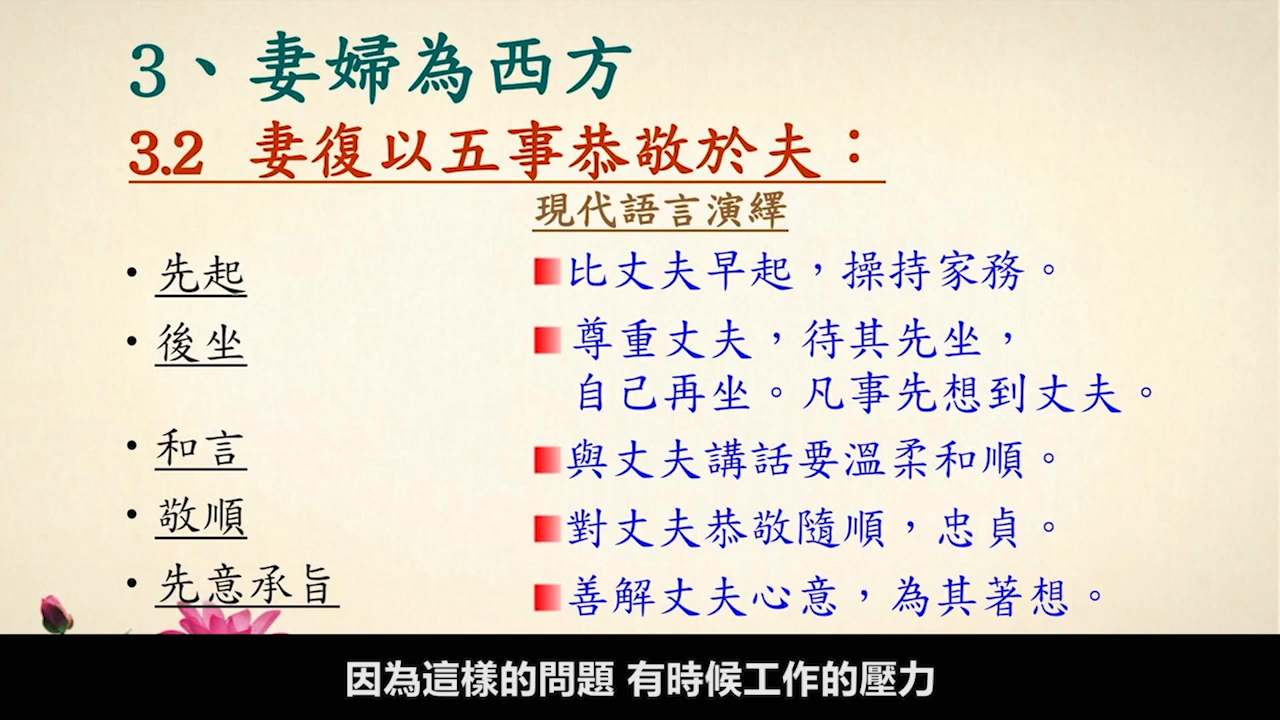 3、妻婦為西方
3.2 妻復以五事恭敬於夫：
現代語言演繹
• 先起
比丈夫早起，操持家務。
• 後坐
尊重丈夫，待其先坐，
自己再坐。凡事先想到丈夫。
• 和言
與丈夫講話要溫柔和順。
• 敬順
對丈夫恭敬隨順，忠貞。
• 先意承旨
善解丈夫心意，為其著想。
因為這樣的問題 有時候工作的壓力